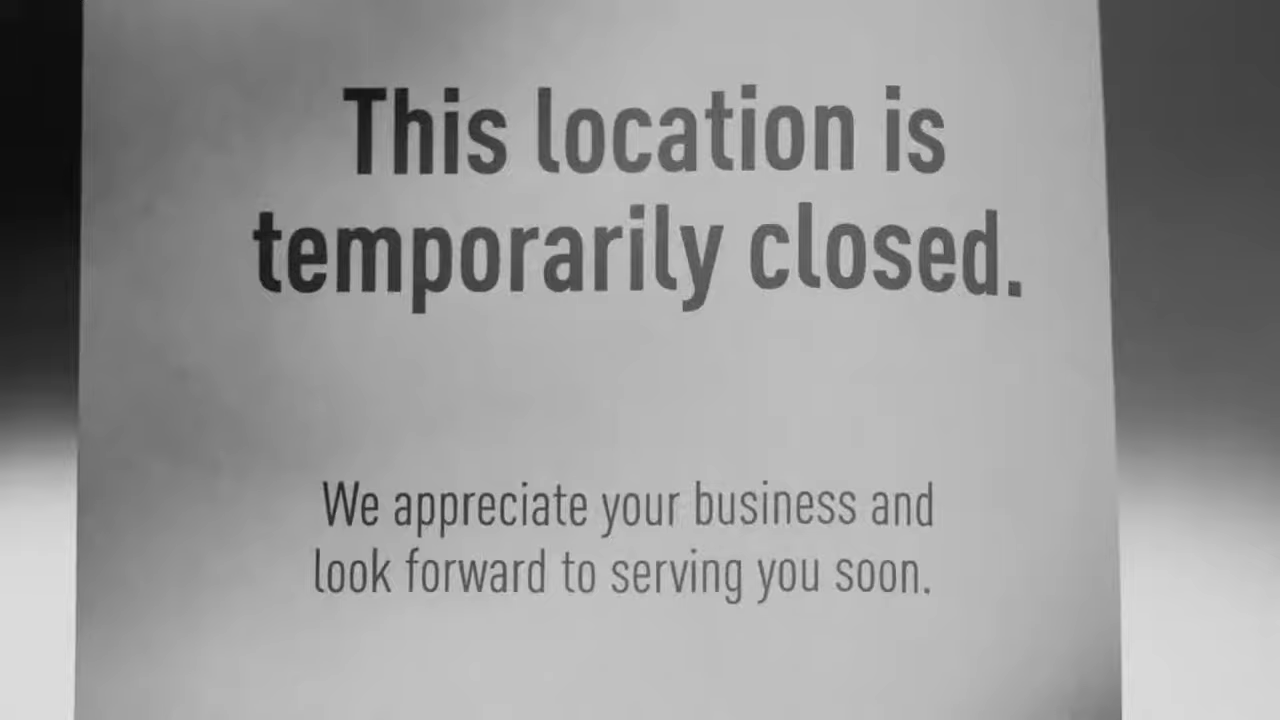 This location is
temporarily closed.
We appreciate your business and
look forward to serving you soon.